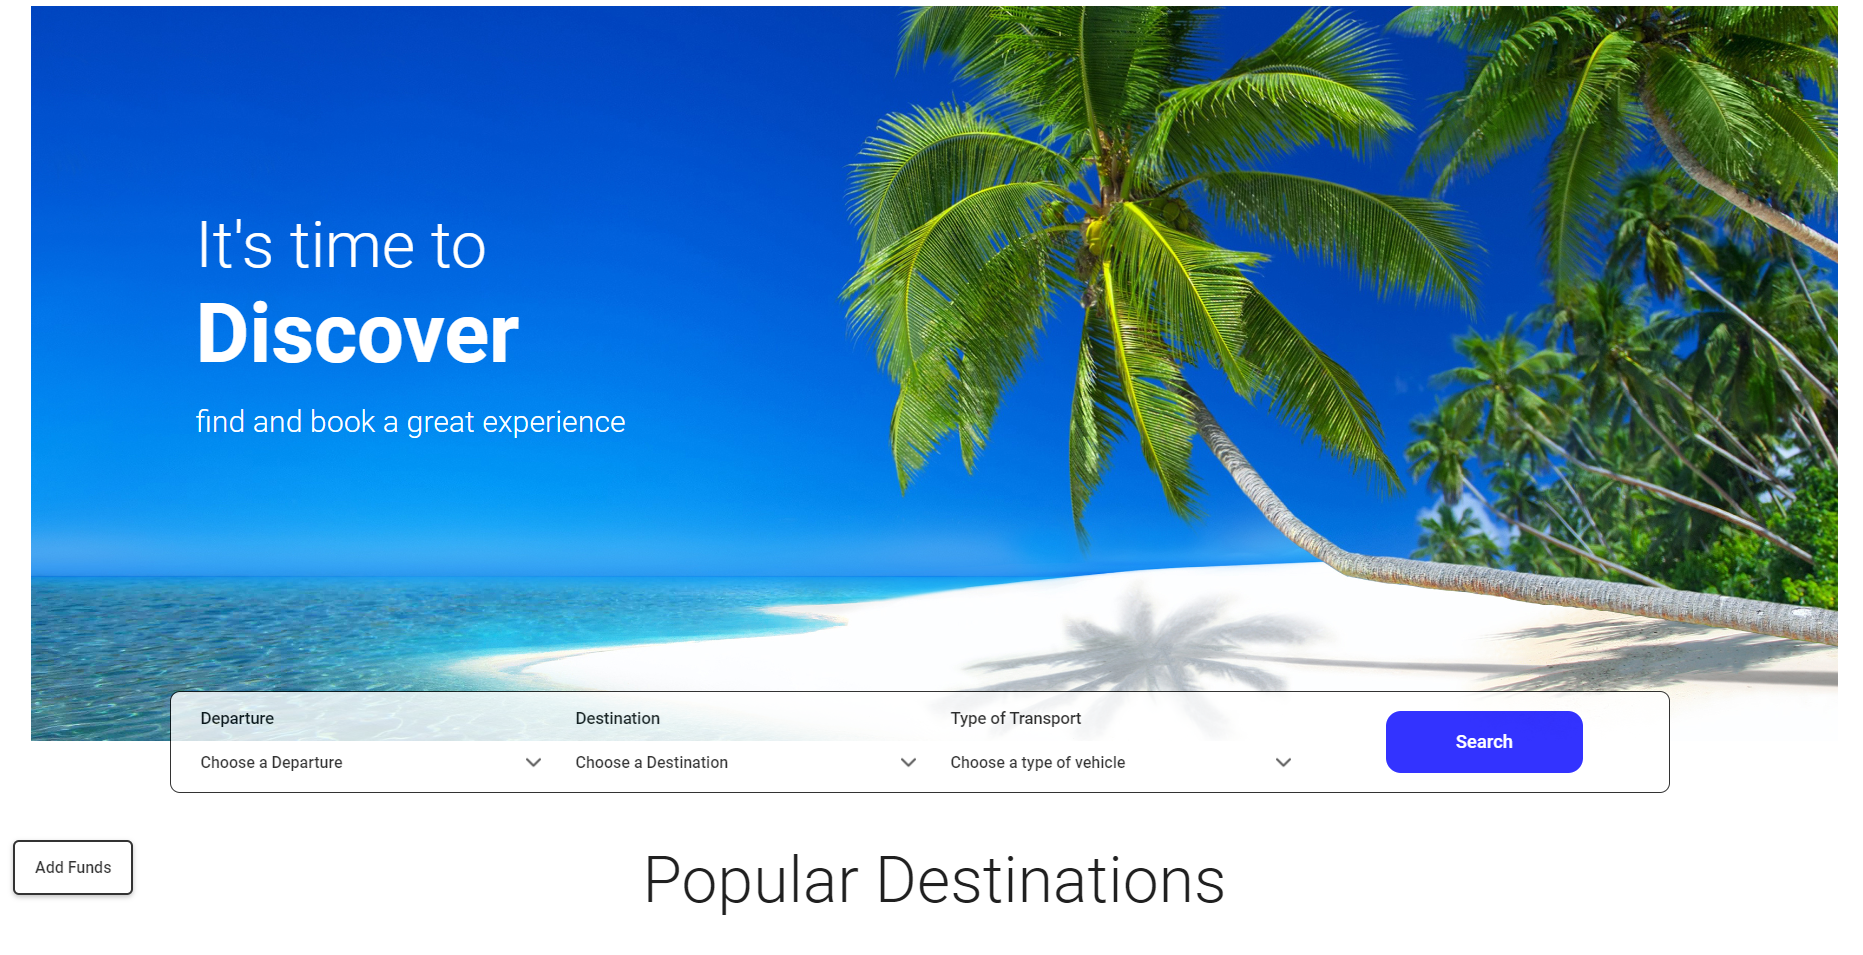 It's time to
Discover
find and book a great experience
Departure
Destination
Type of Transport
Choose a Departure
Choose a Destination
Choose a type of vehicle
Search
Add Funds
Popular Destinations